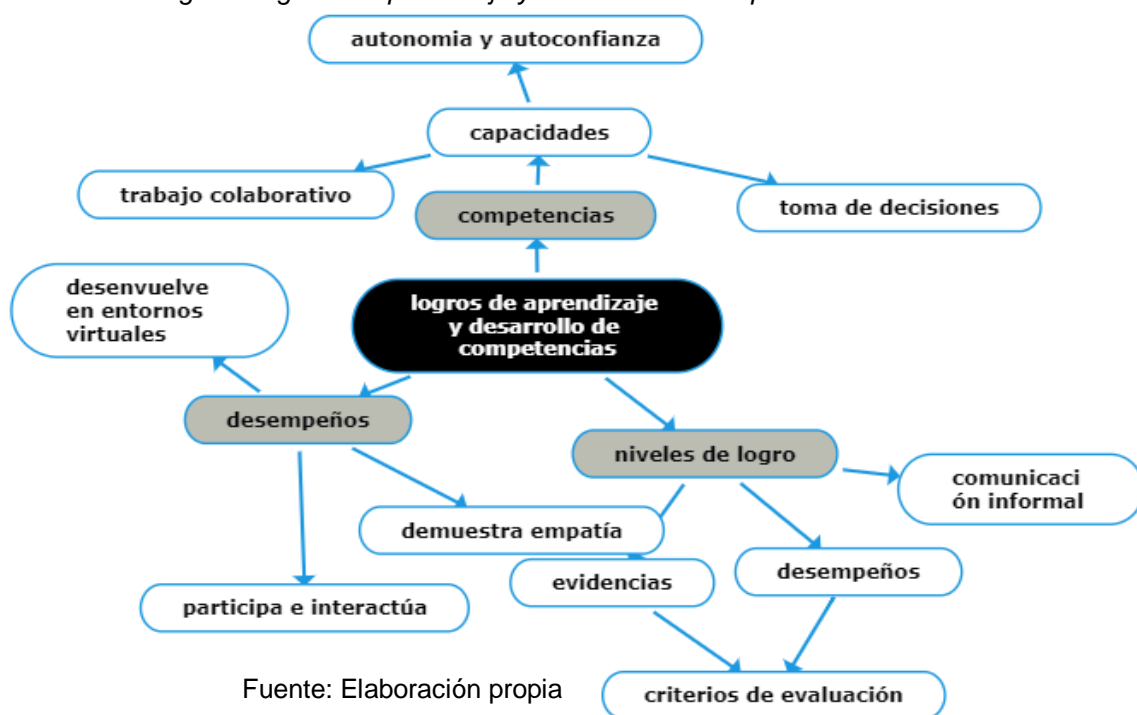 autonomia y autoconfianza
capacidades
trabajo colaborativo
toma de decisiones
competencias
desenvuelve
en entornos
virtuales
logros de aprendizaje
y desarrollo de
competencias
desempeños
niveles de logro
comunicaci
ón informal
demuestra empatía
evidencias
desempeños
participa e interactúa
Fuente: Elaboración propia
criterios de evaluación